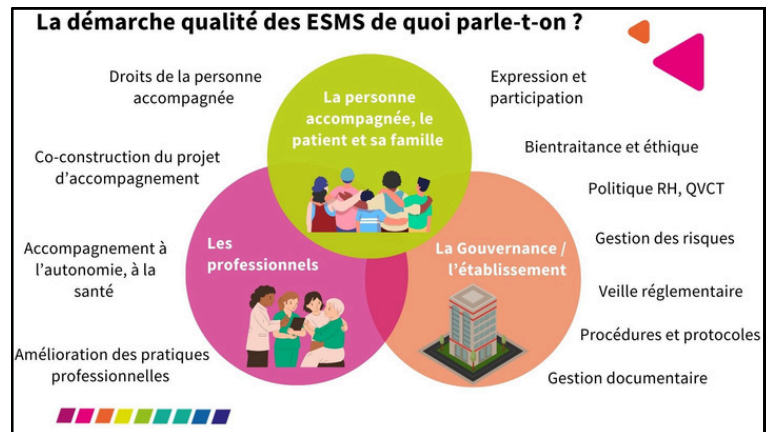 La démarche qualité des ESMS de quoi parle-t-on ?
Droits de la personne
accompagnée
Expression et
participation
La personne
accompagnée, le
patient et sa famille
Co-construction du projet
d’accompagnement
Bientraitance et éthique
Politique RH, QVCT
Accompagnement à
l’autonomie, à la
santé
Les
professionnels
La Gouvernance /
l’établissement
Gestion des risques
Veille réglementaire
Procédures et protocoles
Amélioration des pratiques
professionnelles
Gestion documentaire